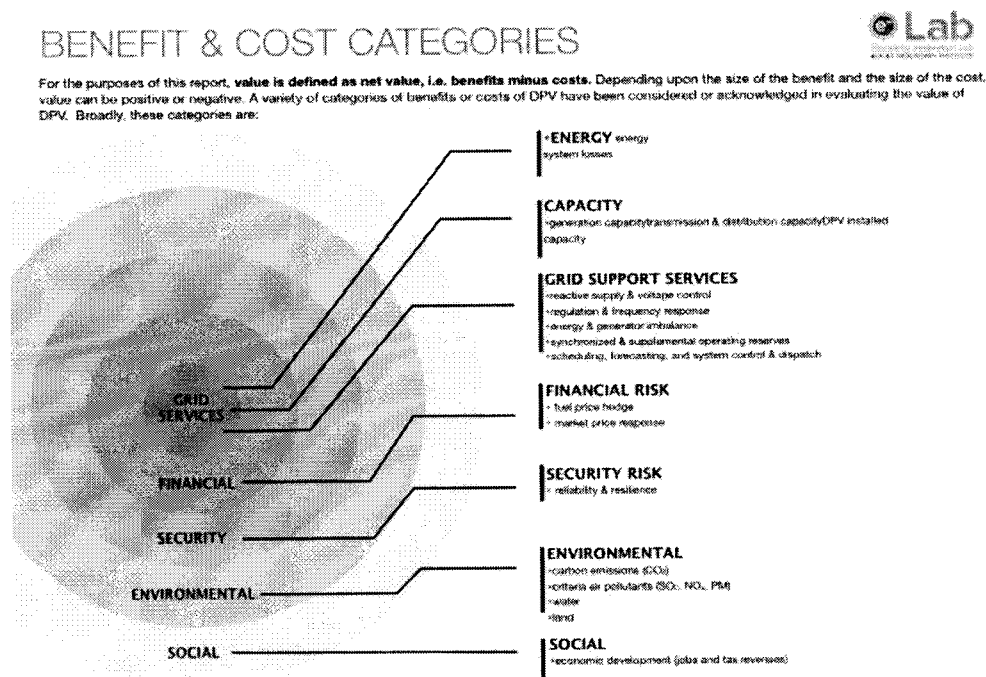 BENEFIT & COST CATEGORIES
Lab
For the purposes of this report, value is defined as net value, i.e. benefits minus costs. Depending upon the size of the benefit and the size of the cost,
value can be positive or negative. A variety of categories of benefits or costs of DPV have been considered or acknowledged in evaluating the value of
DPV. Broadly, these categories are:
•ENERGY energy
system losses
CAPACITY
•generation capacitytransmission & distribution capacityDPV installed
capacity
GRID SUPPORT SERVICES
•reactive supply & voltage control
•regulation & frequency response
•energy & generator imbalance
•synchronized & supplemental operating reserves
•scheduling, forecasting, and system control & dispatch
GRID
SERVICES
FINANCIAL RISK
• fuel price hedge
• market price response
FINANCIAL
SECURITY RISK
• reliability & resilience
SECURITY
ENVIRONMENTAL
•carbon emissions (CO₂)
•criteria air pollutants (SO₂, NOₓ, PM)
•water
•land
ENVIRONMENTAL
SOCIAL
SOCIAL
•economic development (jobs and tax revenues)